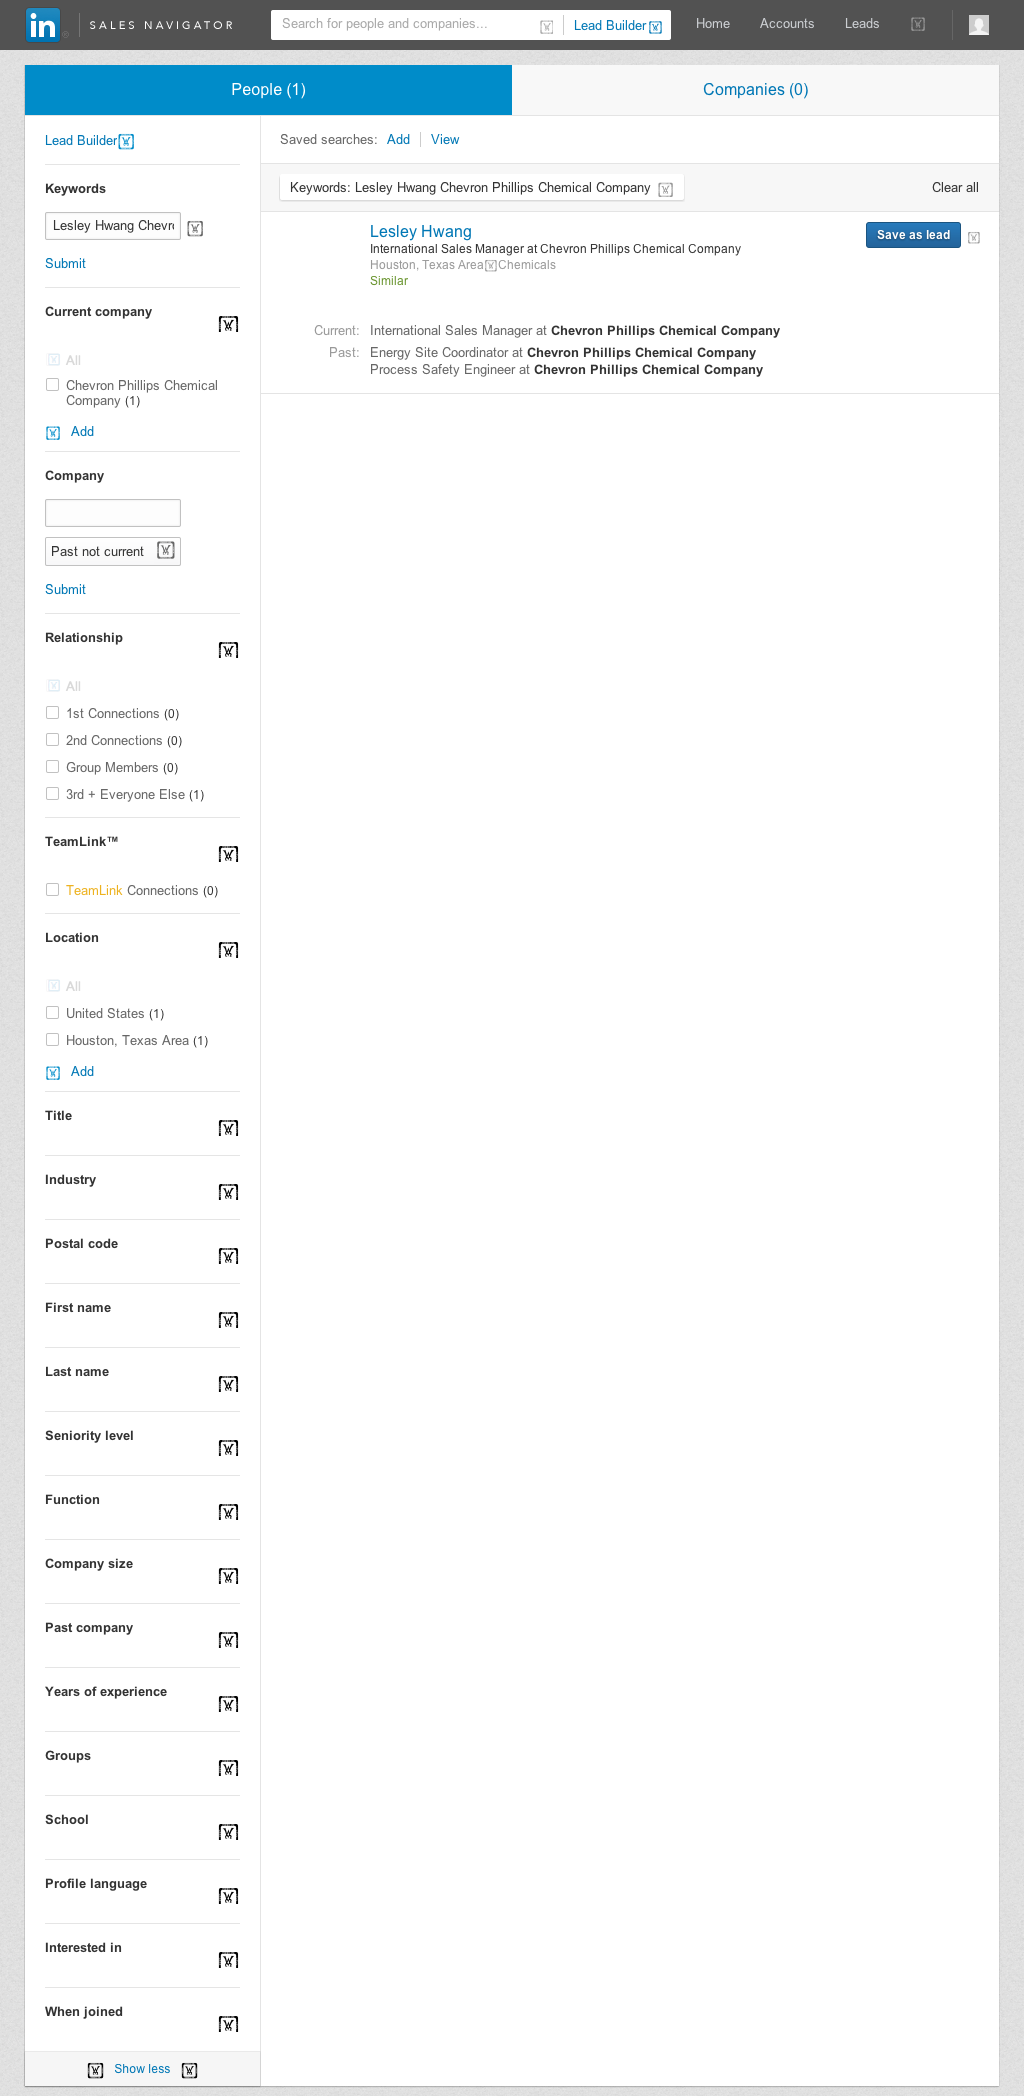 in SALES NAVIGATOR
Search for people and companies...
Lead Builder
Home
Accounts
Leads
People (1)
Companies (0)
Lead Builder
Keywords
Lesley Hwang Chevr
Submit
Current company
All
Chevron Phillips Chemical
Company (1)
Add
Company
Past not current
Submit
Relationship
All
1st Connections (0)
2nd Connections (0)
Group Members (0)
3rd + Everyone Else (1)
TeamLink™
TeamLink Connections (0)
Location
All
United States (1)
Houston, Texas Area (1)
Add
Title
Industry
Postal code
First name
Last name
Seniority level
Function
Company size
Past company
Years of experience
Groups
School
Profile language
Interested in
When joined
Show less
Saved searches: Add View
Keywords: Lesley Hwang Chevron Phillips Chemical Company
Clear all
Lesley Hwang
Save as lead
International Sales Manager at Chevron Phillips Chemical Company
Houston, Texas Area Chemicals
Similar
Current: International Sales Manager at Chevron Phillips Chemical Company
Past: Energy Site Coordinator at Chevron Phillips Chemical Company
Process Safety Engineer at Chevron Phillips Chemical Company